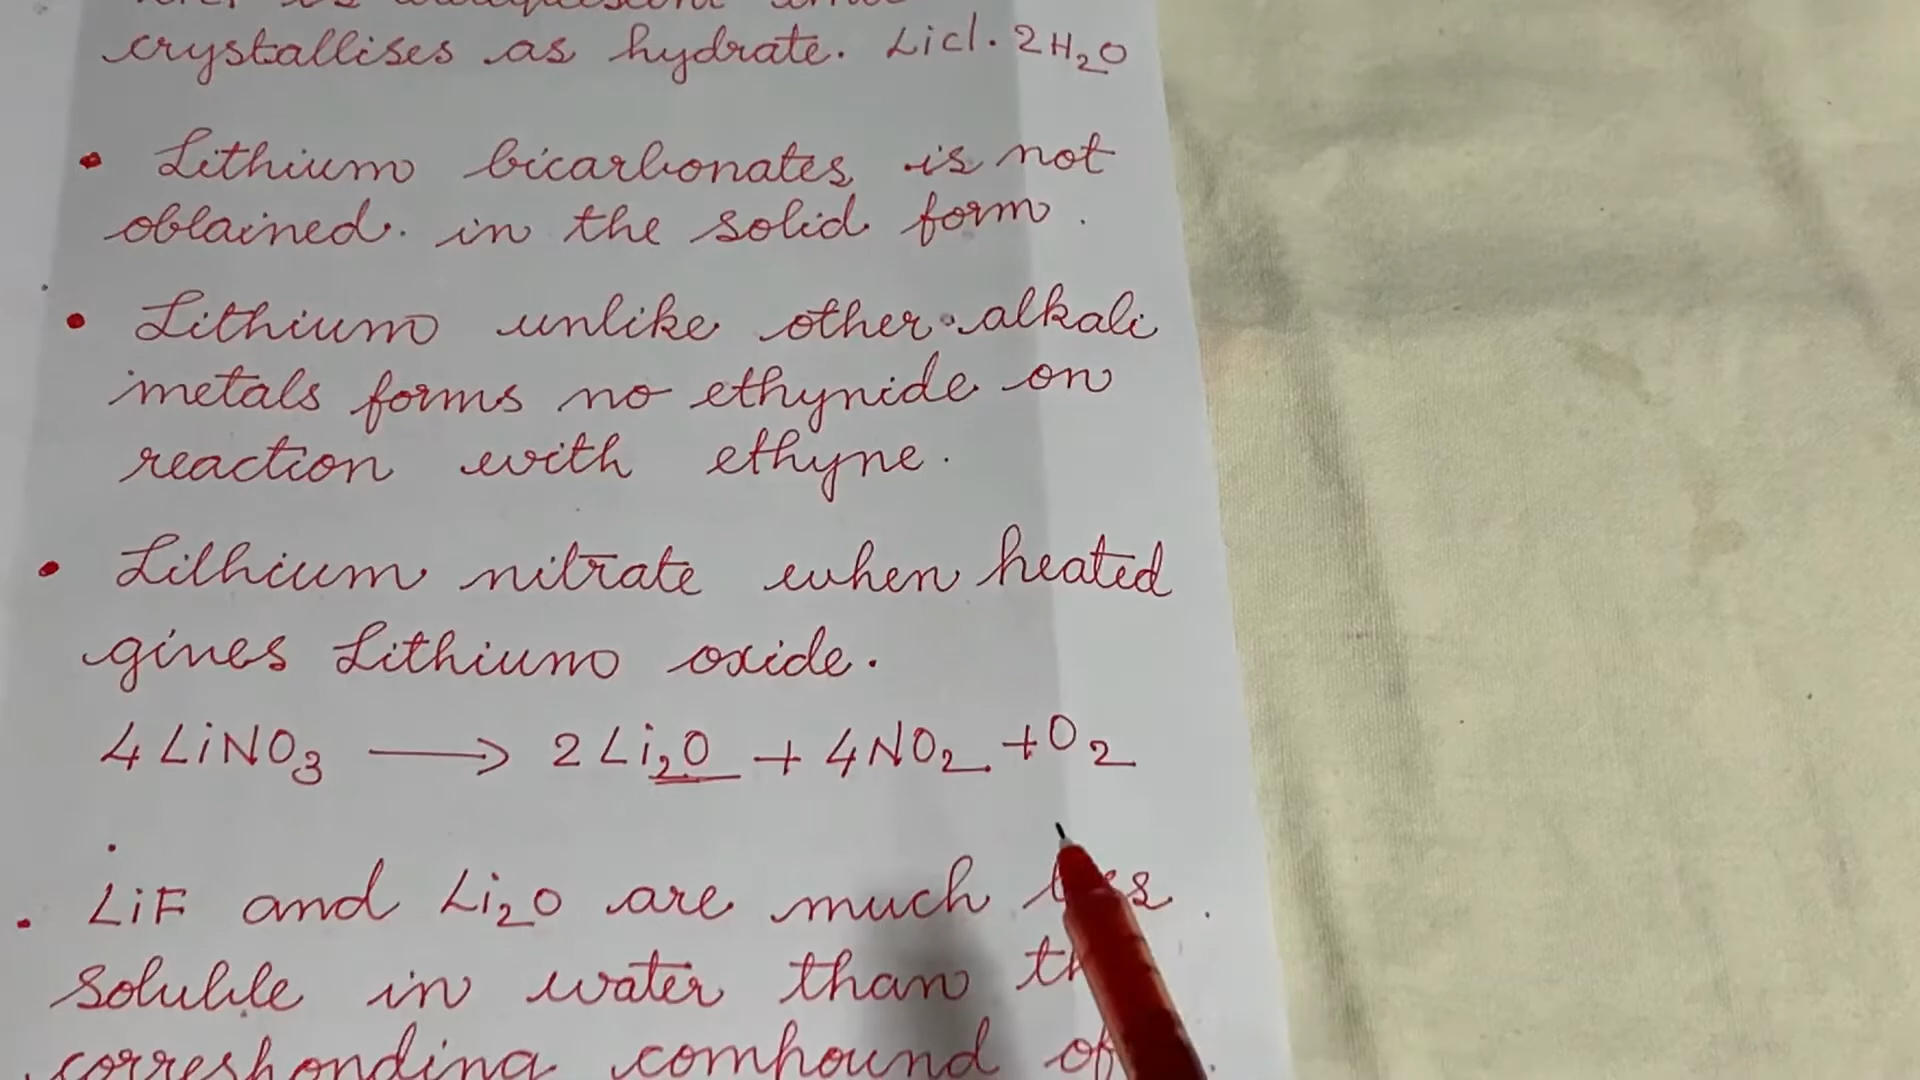 crystallises as hydrate. Licl. 2H₂O
• Lithium bicarbonates is not
obtained. in the solid form.
• Lithium unlike other alkali
metals forms no ethynide on
reaction with ethyne.
• Lithium nitrate when heated
gives Lithium oxide.
4LiNO₃ → 2Li₂O + 4NO₂ + O₂
. LiF and Li₂O are much
soluble in water than
corresponding compound of